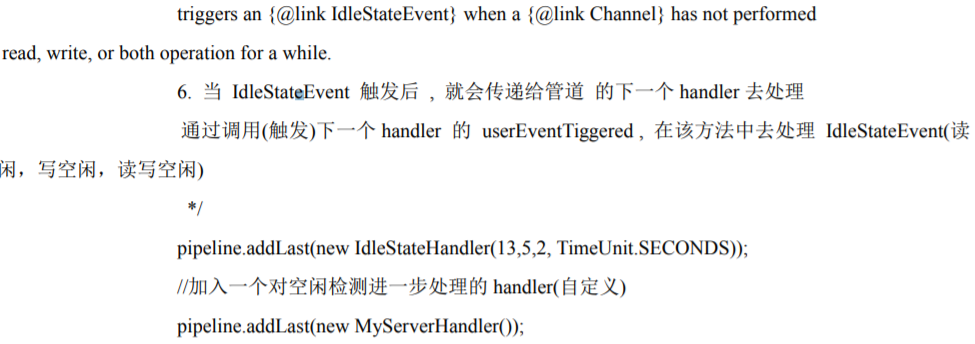 triggers an {@link IdleStateEvent} when a {@link Channel} has not performed
read, write, or both operation for a while.
6. 当 IdleStateEvent 触发后 , 就会传递给管道 的下一个 handler 去处理
通过调用(触发)下一个 handler 的 userEventTiggered , 在该方法中去处理 IdleStateEvent(读
闲，写空闲，读写空闲)
*/
pipeline.addLast(new IdleStateHandler(13,5,2, TimeUnit.SECONDS));
//加入一个对空闲检测进一步处理的 handler(自定义)
pipeline.addLast(new MyServerHandler());